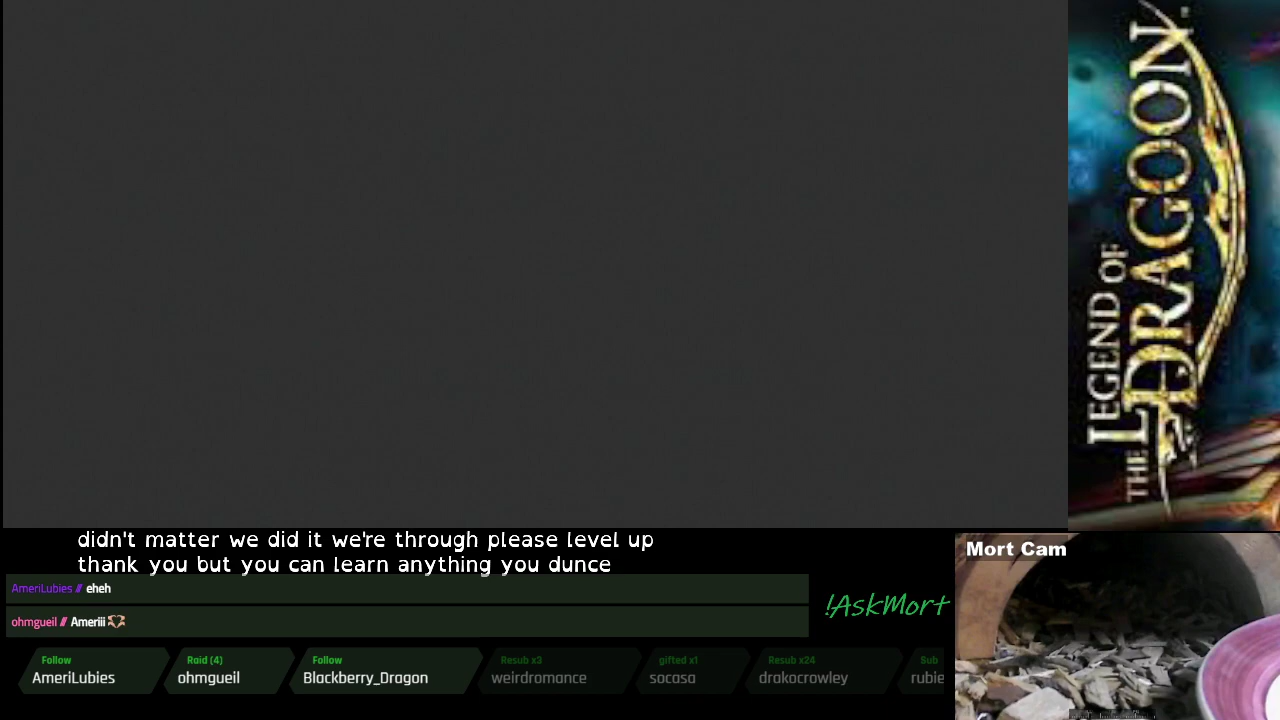 THE LEGEND OF
DRAGOON
didn't matter we did it we're through please level up
thank you but you can learn anything you dunce
AmeriLubies // eheh
ohmgueil // Ameriii
!AskMort
Mort Cam
Follow
AmeriLubies
Raid (4)
ohmgueil
Follow
Blackberry_Dragon
Resub x3
weirdromance
gifted x1
socasa
Resub x24
drakocrowley
Sub
rubie